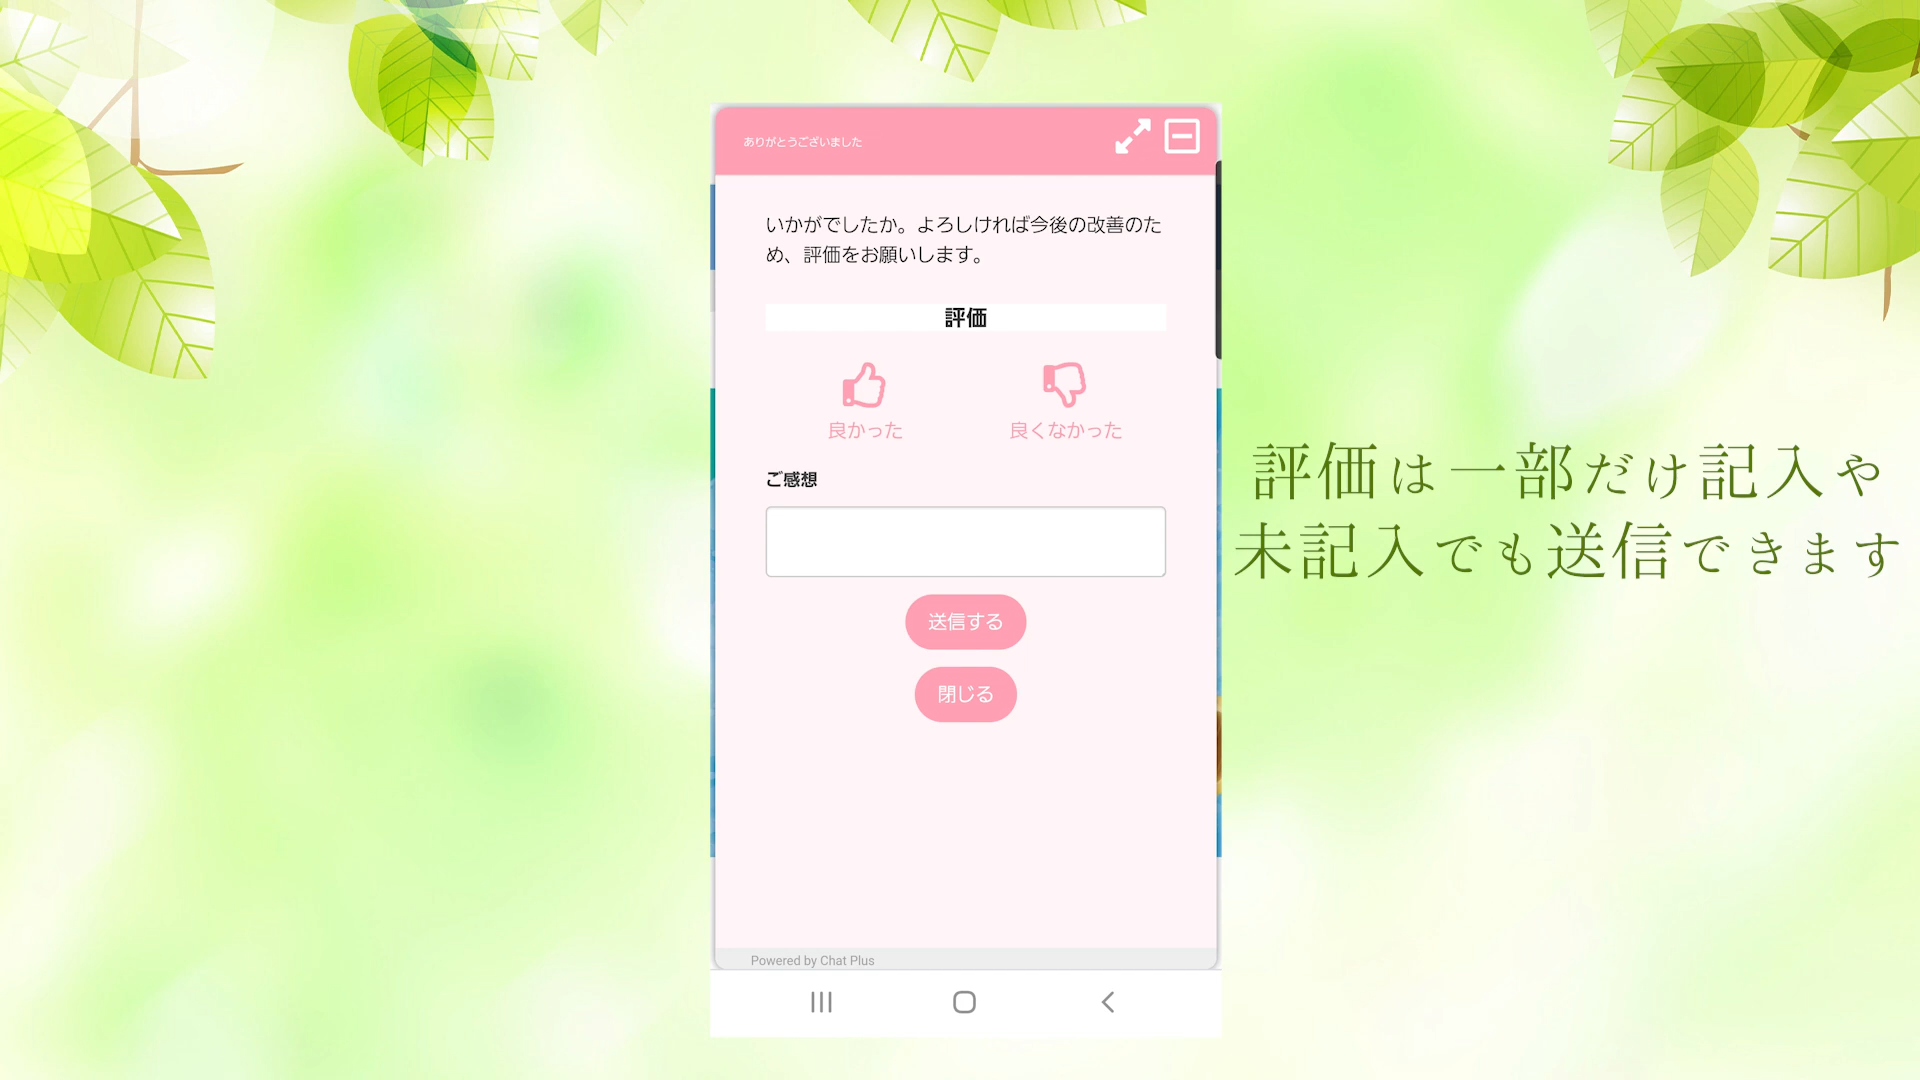 ありがとうございました
いかがでしたか。よろしければ今後の改善のた
め、評価をお願いします。
評価
良かった
良くなかった
ご感想
送信する
閉じる
Powered by Chat Plus
評価は一部だけ記入や
未記入でも送信できます